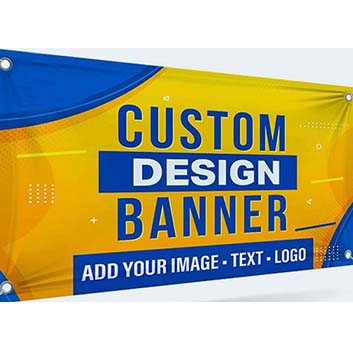 CUSTOM
DESIGN
BANNER
ADD YOUR IMAGE - TEXT - LOGO